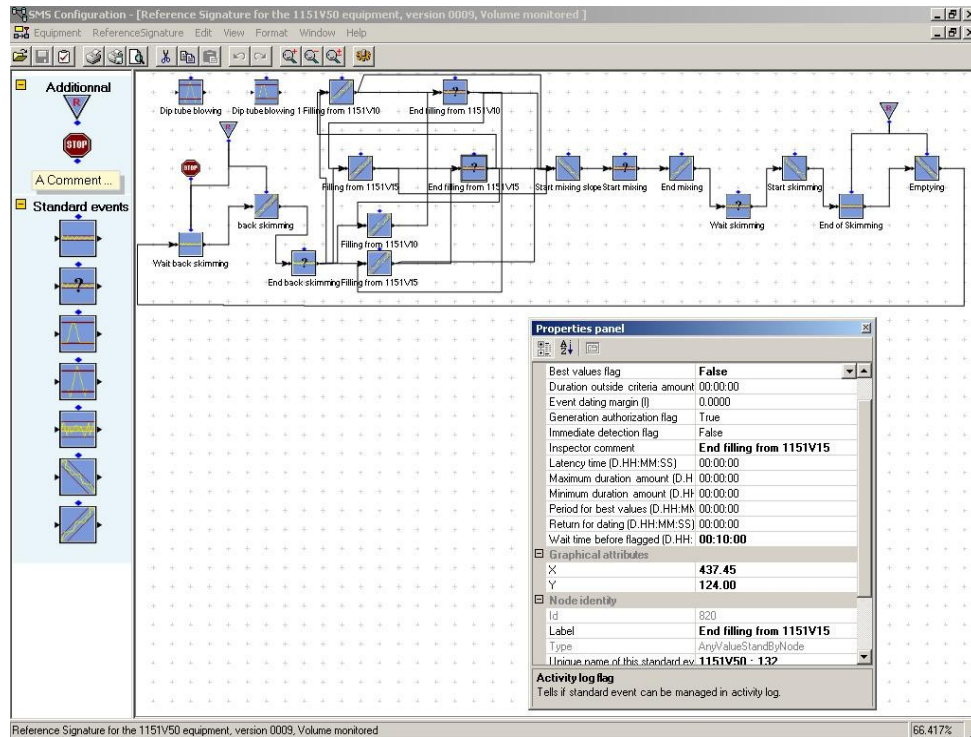 SMS Configuration - [Reference Signature for the 1151V50 equipment, version 0009, Volume monitored ]
Equipment ReferenceSignature Edit View Format Window Help
Additionnal
R
STOP
A Comment ...
Standard events
?
Dip tube blowing
Dip tube blowing 1
Filling from 1151V10
?
End filling from 1151V10
R
R
STOP
Filling from 1151V15
?
End filling from 1151V15
Start mixing slope
?
Start mixing
End mixing
Start skimming
Emptying
back skimming
?
Wait skimming
End of Skimming
Filling from 1151V10
Wait back skimming
?
End back skimming
Filling from 1151V15
Properties panel
Best values flag False
Duration outside criteria amount 00:00:00
Event dating margin (l) 0.0000
Generation authorization flag True
Immediate detection flag False
Inspector comment End filling from 1151V15
Latency time (D.HH:MM:SS) 00:00:00
Maximum duration amount (D.H 00:00:00
Minimum duration amount (D.HH 00:00:00
Period for best values (D.HH:MM 00:00:00
Return for dating (D.HH:MM:SS) 00:00:00
Wait time before flagged (D.HH: 00:10:00
Graphical attributes
X 437.45
Y 124.00
Node identity
Id 820
Label End filling from 1151V15
Type AnyValueStandByNode
Unique name of this standard ev 1151V50 : 132
Activity log flag
Tells if standard event can be managed in activity log.
Reference Signature for the 1151V50 equipment, version 0009, Volume monitored
66.417%